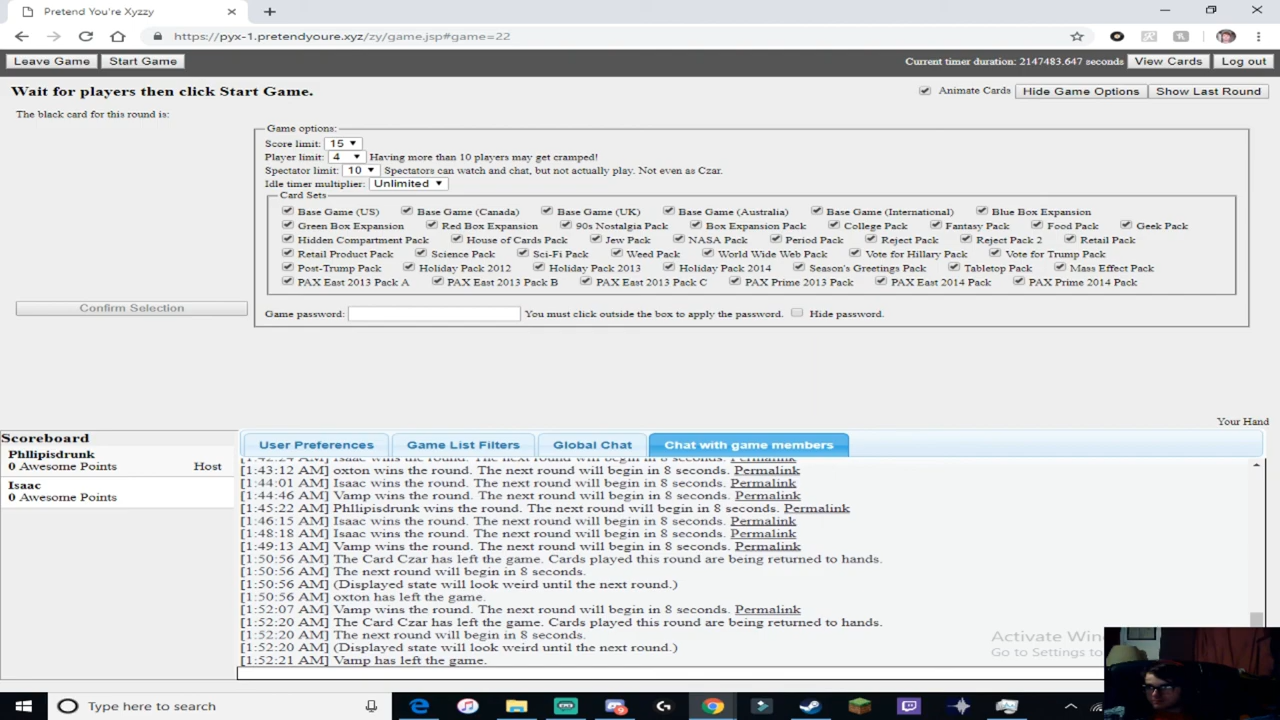 Pretend You're Xyzzy
https://pyx-1.pretendyoure.xyz/zy/game.jsp#game=22
Leave Game Start Game Current timer duration: 2147483.647 seconds View Cards Log out
Wait for players then click Start Game. Animate Cards Hide Game Options Show Last Round
The black card for this round is:
Game options:
Score limit: 15
Player limit: 4 Having more than 10 players may get cramped!
Spectator limit: 10 Spectators can watch and chat, but not actually play. Not even as Czar.
Idle timer multiplier: Unlimited
Card Sets
Base Game (US) Base Game (Canada) Base Game (UK) Base Game (Australia) Base Game (International) Blue Box Expansion
Green Box Expansion Red Box Expansion 90s Nostalgia Pack Box Expansion Pack College Pack Fantasy Pack Food Pack Geek Pack
Hidden Compartment Pack House of Cards Pack Jew Pack NASA Pack Period Pack Reject Pack Reject Pack 2 Retail Pack
Retail Product Pack Science Pack Sci-Fi Pack Weed Pack World Wide Web Pack Vote for Hillary Pack Vote for Trump Pack
Post-Trump Pack Holiday Pack 2012 Holiday Pack 2013 Holiday Pack 2014 Season's Greetings Pack Tabletop Pack Mass Effect Pack
PAX East 2013 Pack A PAX East 2013 Pack B PAX East 2013 Pack C PAX Prime 2013 Pack PAX East 2014 Pack PAX Prime 2014 Pack
Confirm Selection
Game password: You must click outside the box to apply the password. Hide password.
Your Hand
Scoreboard
Phllipisdrunk
0 Awesome Points Host
Isaac
0 Awesome Points
User Preferences Game List Filters Global Chat Chat with game members
[1:42:24 AM] Isaac wins the round. The next round will begin in 8 seconds. Permalink
[1:43:12 AM] oxton wins the round. The next round will begin in 8 seconds. Permalink
[1:44:01 AM] Isaac wins the round. The next round will begin in 8 seconds. Permalink
[1:44:46 AM] Vamp wins the round. The next round will begin in 8 seconds. Permalink
[1:45:22 AM] Phllipisdrunk wins the round. The next round will begin in 8 seconds. Permalink
[1:46:15 AM] Isaac wins the round. The next round will begin in 8 seconds. Permalink
[1:48:18 AM] Isaac wins the round. The next round will begin in 8 seconds. Permalink
[1:49:13 AM] Vamp wins the round. The next round will begin in 8 seconds. Permalink
[1:50:56 AM] The Card Czar has left the game. Cards played this round are being returned to hands.
[1:50:56 AM] The next round will begin in 8 seconds.
[1:50:56 AM] (Displayed state will look weird until the next round.)
[1:50:56 AM] oxton has left the game.
[1:52:07 AM] Vamp wins the round. The next round will begin in 8 seconds. Permalink
[1:52:20 AM] The Card Czar has left the game. Cards played this round are being returned to hands.
[1:52:20 AM] The next round will begin in 8 seconds.
[1:52:20 AM] (Displayed state will look weird until the next round.)
[1:52:21 AM] Vamp has left the game.
Activate Win
Go to Settings to
Type here to search